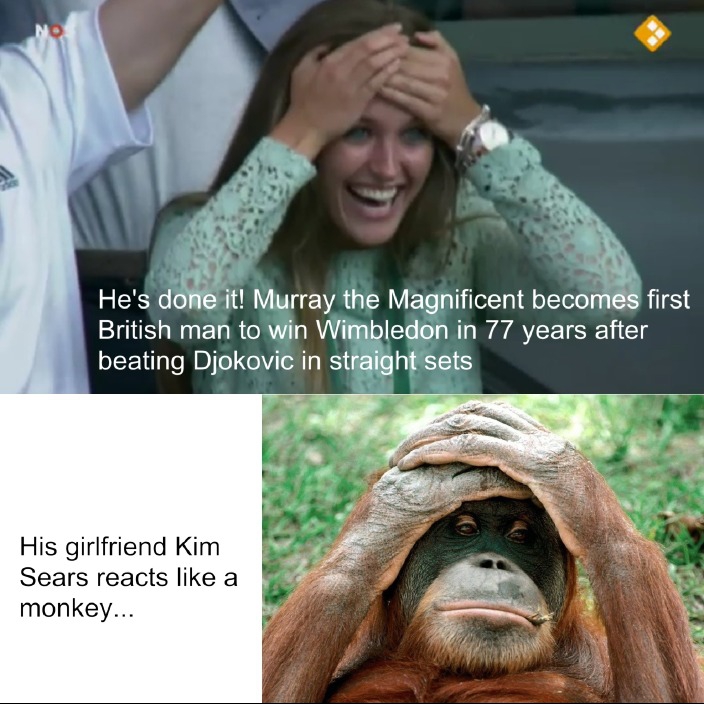 NOS
He's done it! Murray the Magnificent becomes first
British man to win Wimbledon in 77 years after
beating Djokovic in straight sets
His girlfriend Kim
Sears reacts like a
monkey...